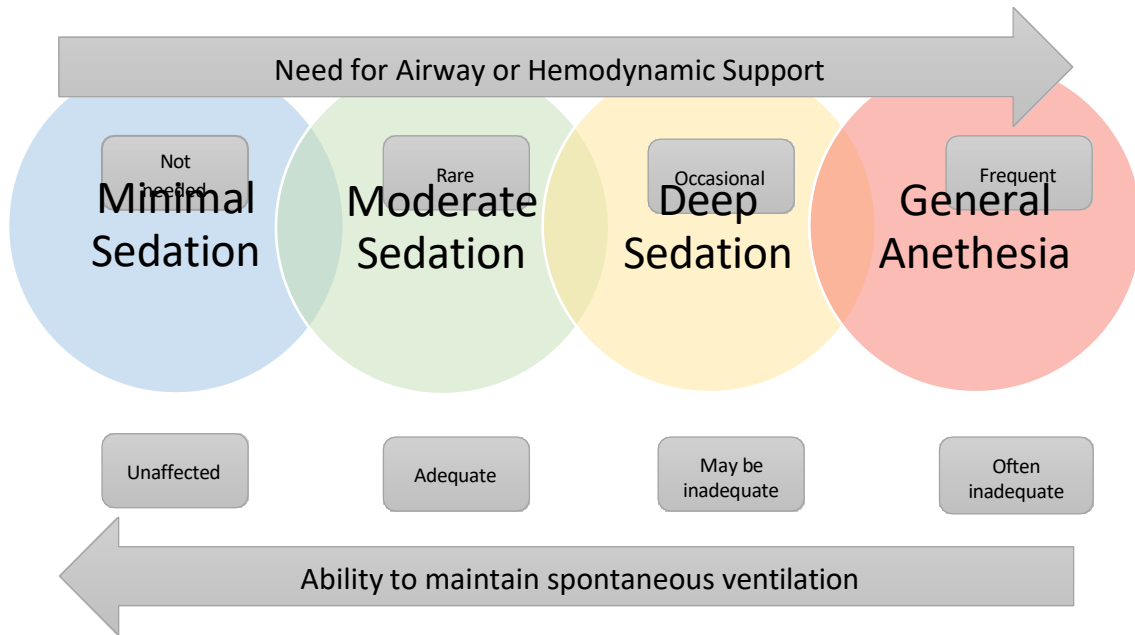 Need for Airway or Hemodynamic Support
Not
needed
Rare
Occasional
Frequent
Minimal
Sedation
Moderate
Sedation
Deep
Sedation
General
Anethesia
Unaffected
Adequate
May be
inadequate
Often
inadequate
Ability to maintain spontaneous ventilation